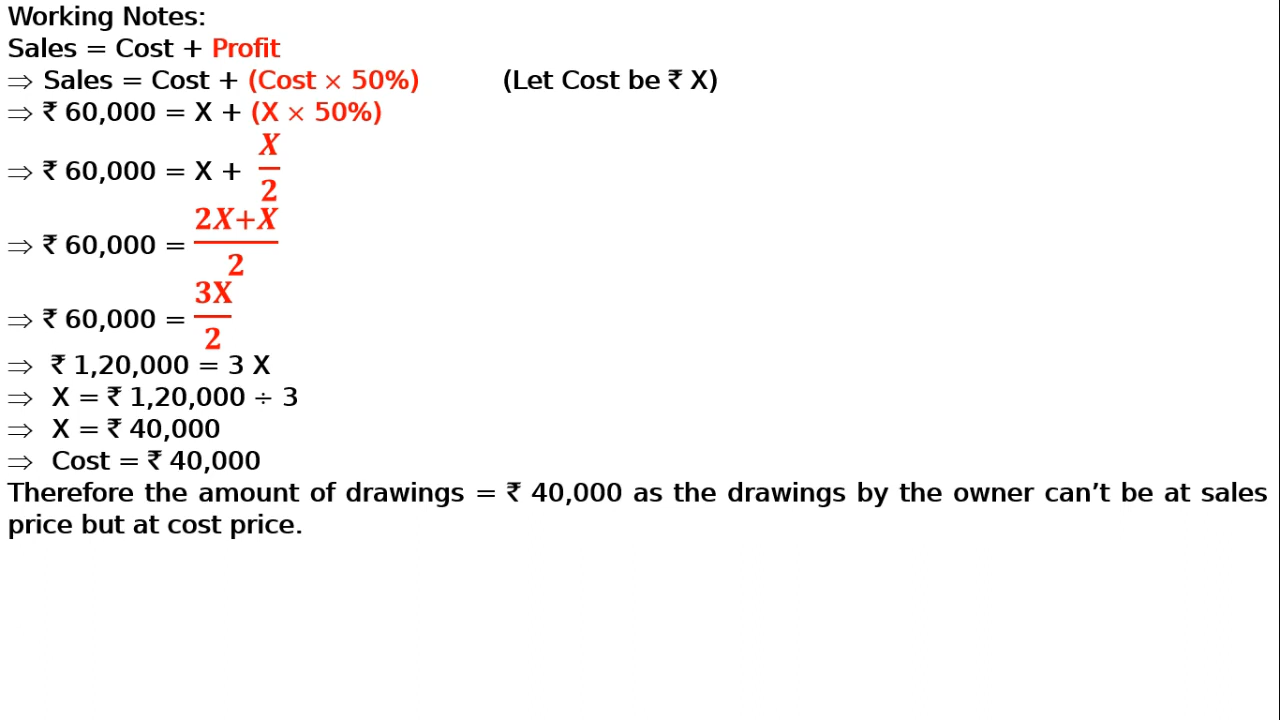 Working Notes:
Sales = Cost + Profit
⇒ Sales = Cost + (Cost × 50%) (Let Cost be ₹ X)
⇒ ₹ 60,000 = X + (X × 50%)
⇒ ₹ 60,000 = X + X/2
⇒ ₹ 60,000 = 2X+X/2
⇒ ₹ 60,000 = 3X/2
⇒ ₹ 1,20,000 = 3 X
⇒ X = ₹ 1,20,000 ÷ 3
⇒ X = ₹ 40,000
⇒ Cost = ₹ 40,000
Therefore the amount of drawings = ₹ 40,000 as the drawings by the owner can’t be at sales
price but at cost price.